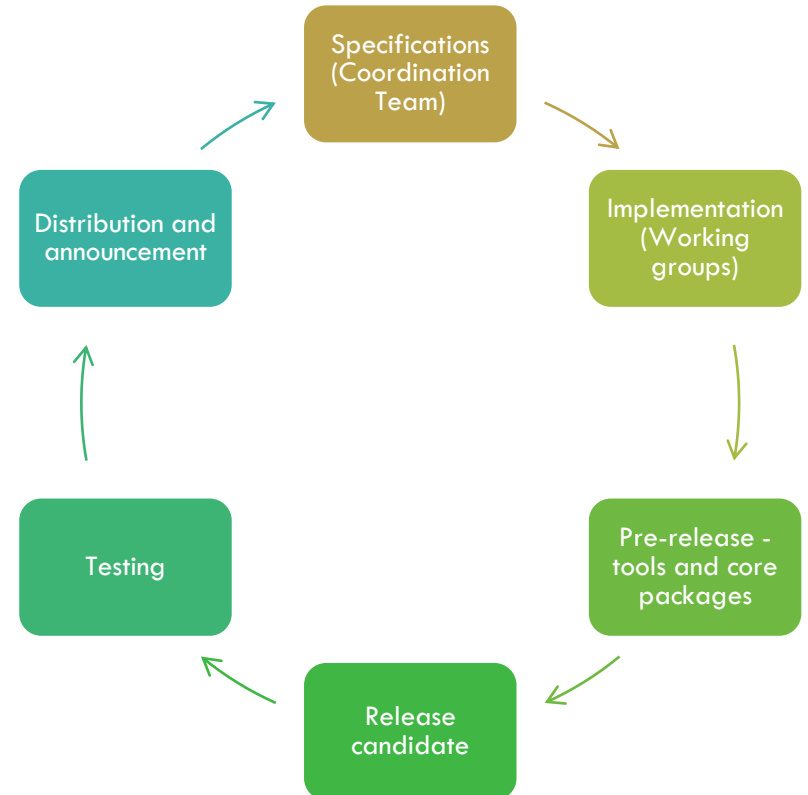 Specifications
(Coordination
Team)
Implementation
(Working
groups)
Pre-release -
tools and core
packages
Release
candidate
Testing
Distribution and
announcement